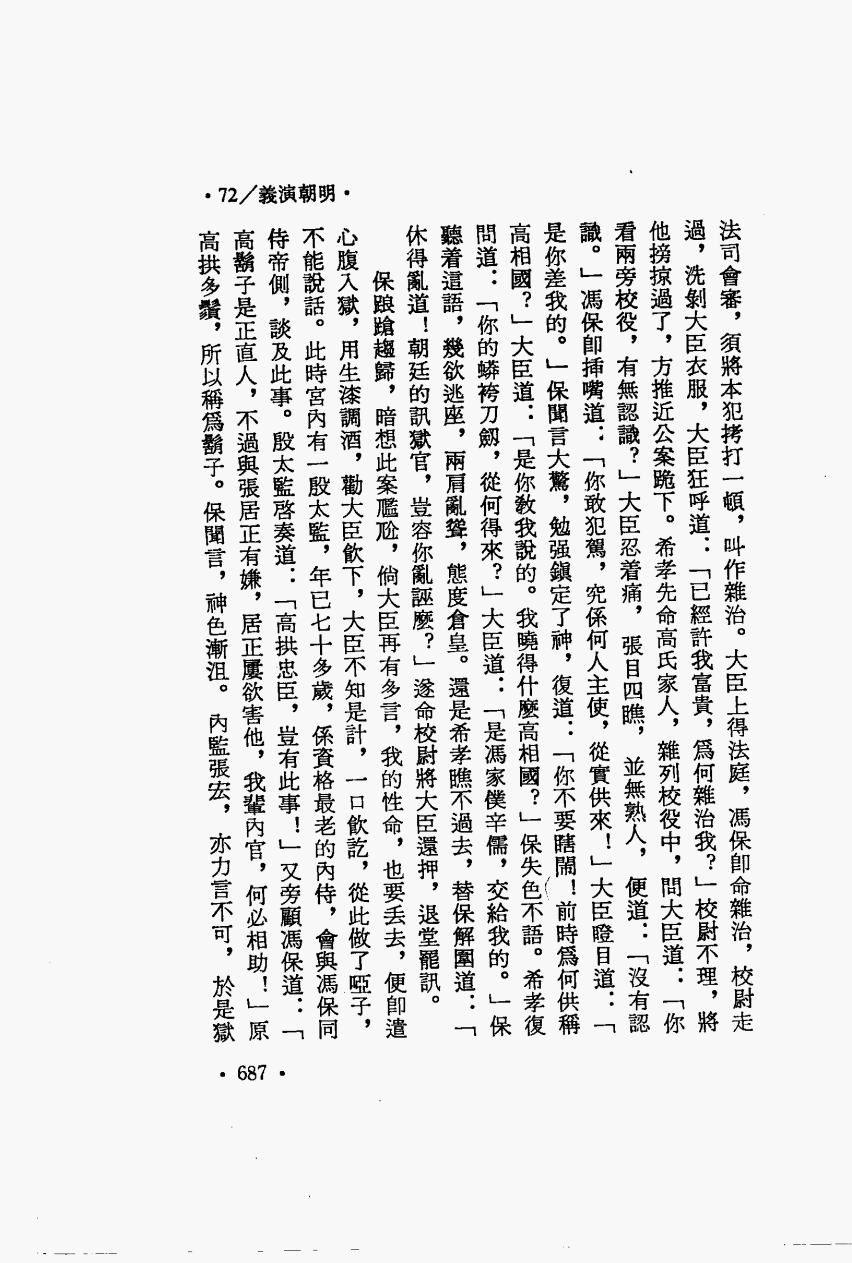 ・72／義演朝明・
法司會審，須將本犯拷打一頓，叫作雜治。大臣上得法庭，馮保卽命雜治，校尉走
過，洗剝大臣衣服，大臣狂呼道：「已經許我富貴，爲何雜治我？」校尉不理，將
他搒掠過了，方推近公案跪下。希孝先命高氏家人，雜列校役中，問大臣道：「你
看兩旁校役，有無認識？」大臣忍着痛，張目四瞧，並無熟人，便道：「沒有認
識。」馮保卽插嘴道：「你敢犯駕，究係何人主使，從實供來！」大臣瞪目道：「
是你差我的。」保聞言大驚，勉强鎭定了神，復道：「你不要瞎鬧！前時爲何供稱
高相國？」大臣道：「是你敎我說的。我曉得什麽高相國？」保失色不語。希孝復
問道：「你的蟒袴刀劔，從何得來？」大臣道：「是馮家僕辛儒，交給我的。」保
聽着這語，幾欲逃座，兩肩亂聳，態度倉皇。還是希孝瞧不過去，替保解圍道：「
休得亂道！朝廷的訊獄官，豈容你亂誣麽？」遂命校尉將大臣還押，退堂罷訊。
保踉蹌趨歸，暗想此案尶尬，倘大臣再有多言，我的性命，也要丢去，便卽遣
心腹入獄，用生漆調酒，勸大臣飮下，大臣不知是計，一口飮訖，從此做了啞子，
不能說話。此時宮內有一殷太監，年已七十多歲，係資格最老的內侍，會與馮保同
侍帝側，談及此事。殷太監啓奏道：「高拱忠臣，豈有此事！」又旁顧馮保道：「
高鬍子是正直人，不過與張居正有嫌，居正屢欲害他，我輩內官，何必相助！」原
高拱多鬚，所以稱爲鬍子。保聞言，神色漸沮。內監張宏，亦力言不可，於是獄
・687・